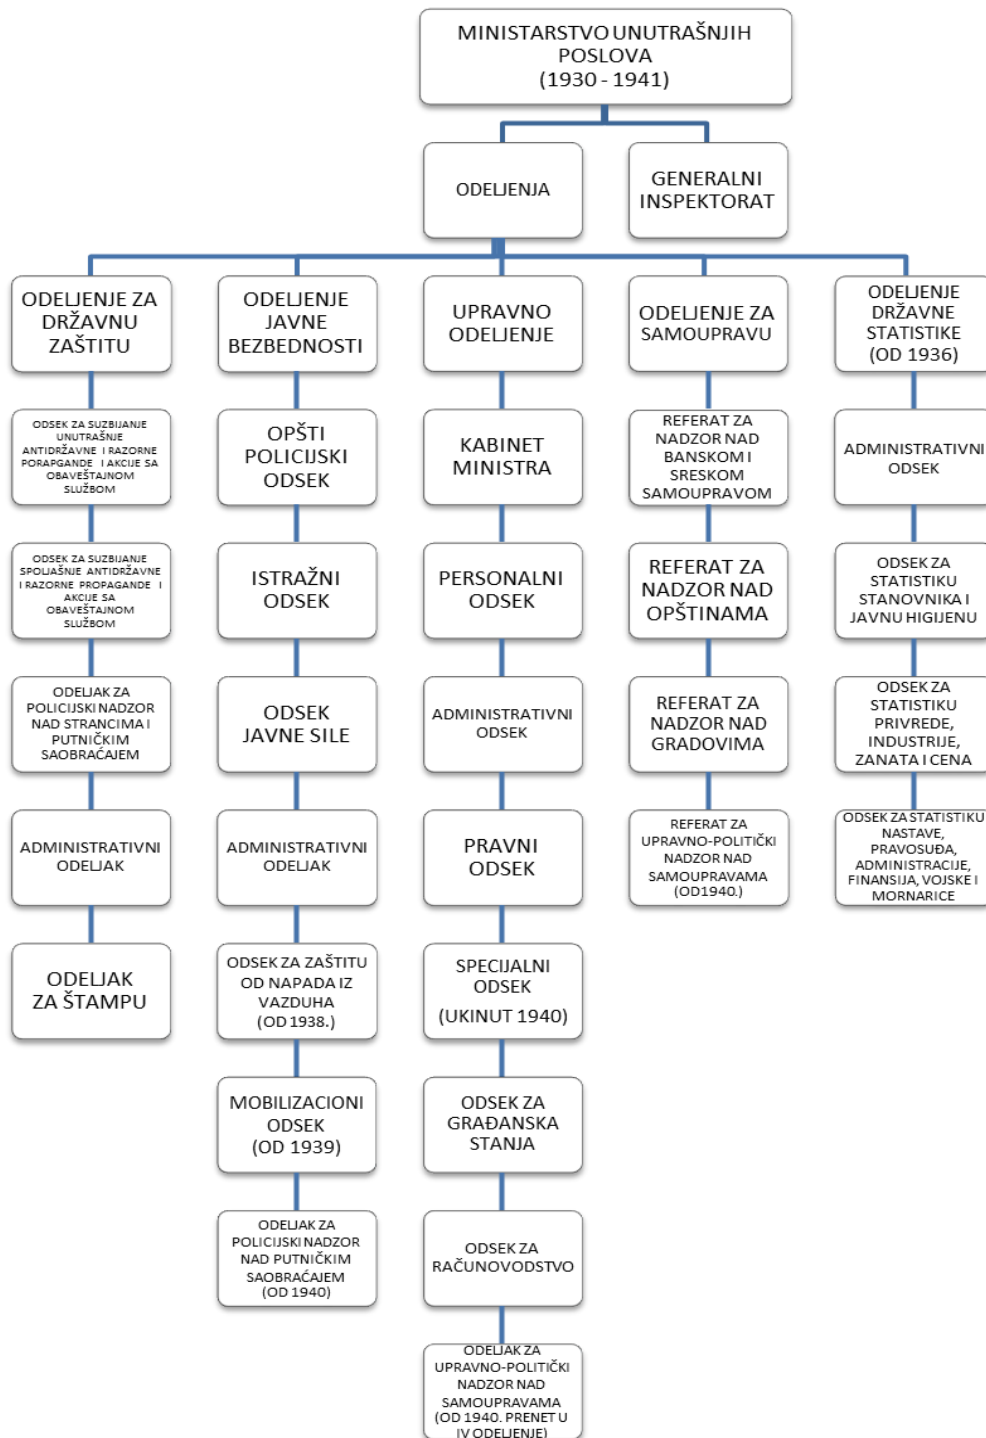 MINISTARSTVO UNUTRAŠNJIH
POSLOVA
(1930 - 1941)
ODELJENJA
GENERALNI
INSPEKTORAT
ODELJENJE ZA
DRŽAVNU
ZAŠTITU
ODELJENJE
JAVNE
BEZBEDNOSTI
UPRAVNO
ODELJENJE
ODELJENJE ZA
SAMOUPRAVU
ODELJENJE
DRŽAVNE
STATISTIKE
(OD 1936)
ODSEK ZA SUZBIJANJE
UNUTRAŠNJE
ANTIDRŽAVNE I RAZORNE
PORAPGANDE I AKCIJE SA
OBAVEŠTAJNOM
SLUŽBOM
OPŠTI
POLICIJSKI
ODSEK
KABINET
MINISTRA
REFERAT ZA
NADZOR NAD
BANSKOM I
SRESKOM
SAMOUPRAVOM
ADMINISTRATIVNI
ODSEK
ODSEK ZA SUZBIJANJE
SPOLJAŠNJE ANTIDRŽAVNE
I RAZORNE PROPAGANDE I
AKCIJE SA
OBAVEŠTAJNOM
SLUŽBOM
ISTRAŽNI
ODSEK
PERSONALNI
ODSEK
REFERAT ZA
NADZOR NAD
OPŠTINAMA
ODSEK ZA
STATISTIKU
STANOVNIKA I
JAVNU HIGIJENU
ODELJAK ZA
POLICIJSKI NADZOR
NAD STRANCIMA I
PUTNIČKIM
SAOBRAĆAJEM
ODSEK
JAVNE SILE
ADMINISTRATIVNI
ODSEK
REFERAT ZA
NADZOR NAD
GRADOVIMA
ODSEK ZA
STATISTIKU
PRIVREDE,
INDUSTRIJE,
ZANATA I CENA
ADMINISTRATIVNI
ODELJAK
ADMINISTRATIVNI
ODELJAK
PRAVNI
ODSEK
REFERAT ZA
UPRAVNO-POLITIČKI
NADZOR NAD
SAMOUPRAVAMA
(OD1940.)
ODSEK ZA STATISTIKU
NASTAVE,
PRAVOSUĐA,
ADMINISTRACIJE,
FINANSIJA, VOJSKE I
MORNARICE
ODELJAK
ZA ŠTAMPU
ODSEK ZA ZAŠTITU
OD NAPADA IZ
VAZDUHA
(OD 1938.)
SPECIJALNI
ODSEK
(UKINUT 1940)
MOBILIZACIONI
ODSEK
(OD 1939)
ODSEK ZA
GRAĐANSKA
STANJA
ODELJAK ZA
POLICIJSKI NADZOR
NAD PUTNIČKIM
SAOBRAĆAJEM
(OD 1940)
ODSEK ZA
RAČUNOVODSTVO
ODELJAK ZA
UPRAVNO-POLITIČKI
NADZOR NAD
SAMOUPRAVAMA
(OD 1940. PRENET U
IV ODELJENJE)